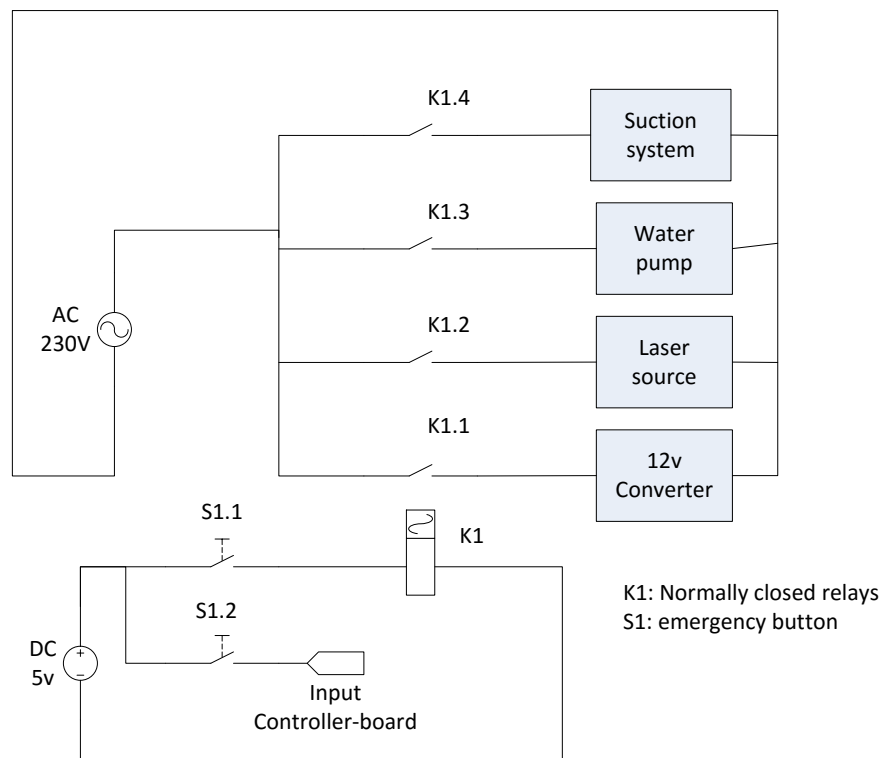 K1.4
Suction
system
K1.3
Water
pump
AC
230V
K1.2
Laser
source
K1.1
12v
Converter
S1.1
K1
K1: Normally closed relays
S1: emergency button
S1.2
DC
5v
+
−
Input
Controller-board